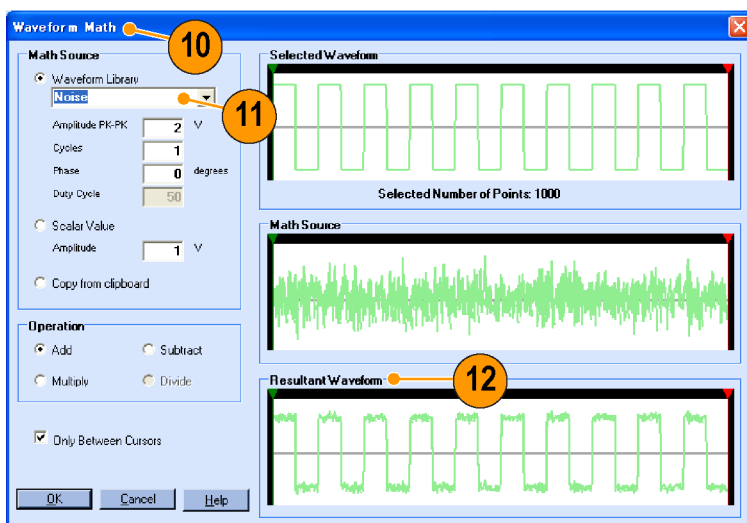 Waveform Math
10
Math Source
Waveform Library
Noise
11
Amplitude PK-PK 2 V
Cycles 1
Phase 0 degrees
Duty Cycle 50
Scalar Value
Amplitude 1 V
Copy from clipboard
Operation
Add Subtract
Multiply Divide
Only Between Cursors
OK Cancel Help
Selected Waveform
Selected Number of Points: 1000
Math Source
Resultant Waveform
12